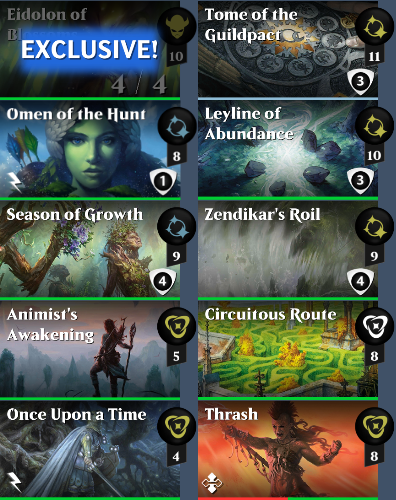 Eidolon of
EXCLUSIVE!
10
4 / 4
Tome of the
Guildpact
11
3
Omen of the Hunt
8
1
Leyline of
Abundance
10
3
Season of Growth
9
4
Zendikar's Roil
9
4
Animist's
Awakening
5
Circuitous Route
8
Once Upon a Time
4
Thrash
8